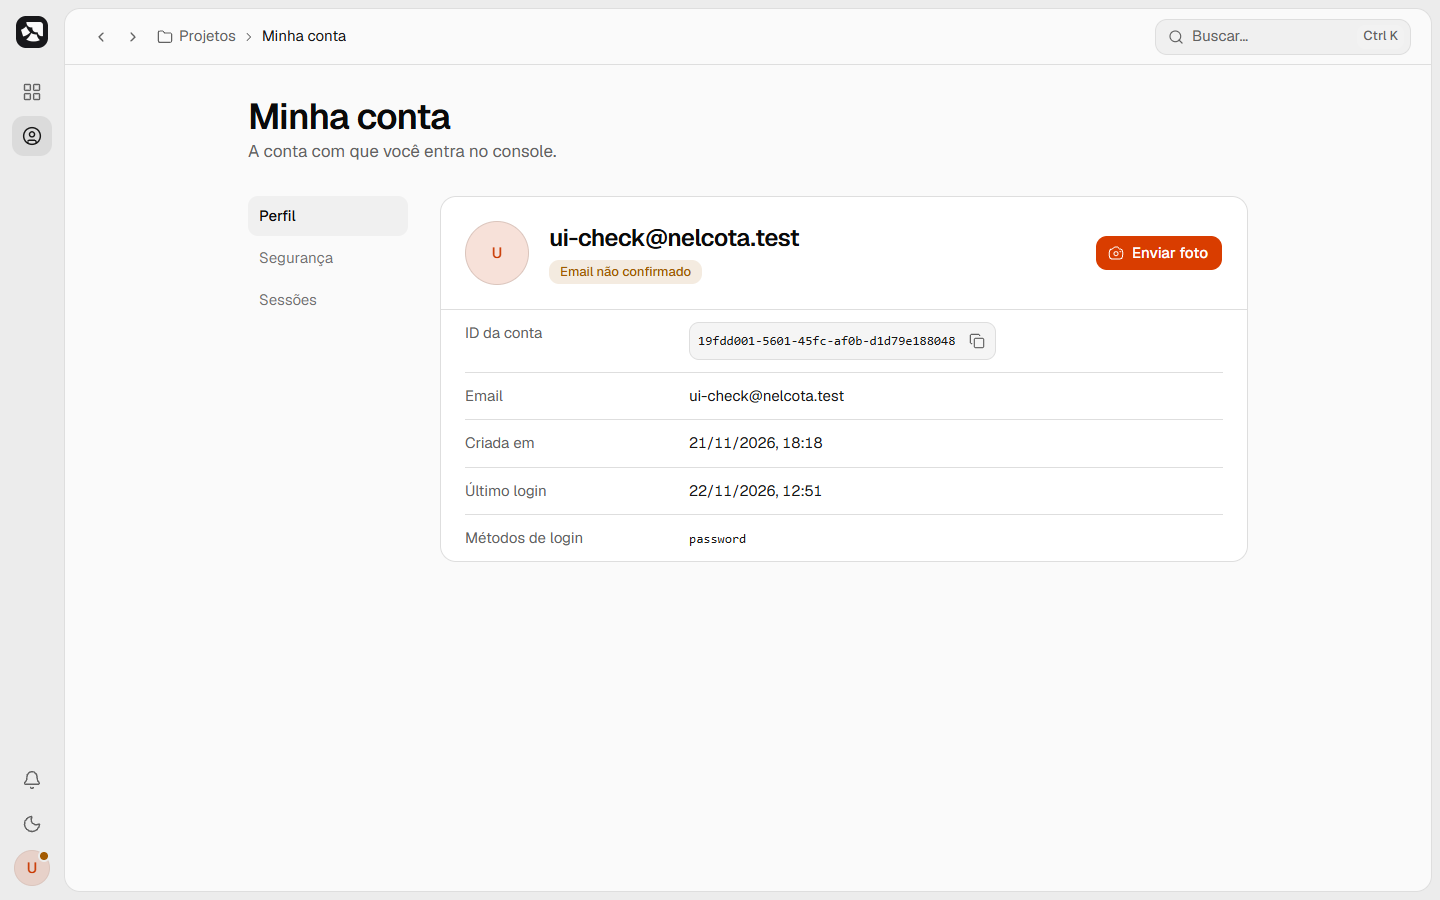 Projetos
Minha conta
Buscar...
Ctrl K
Minha conta
A conta com que você entra no console.
Perfil
Segurança
Sessões
U
ui-check@nelcota.test
Email não confirmado
Enviar foto
ID da conta
19fdd001-5601-45fc-af0b-d1d79e188048
Email
ui-check@nelcota.test
Criada em
21/11/2026, 18:18
Último login
22/11/2026, 12:51
Métodos de login
password
U